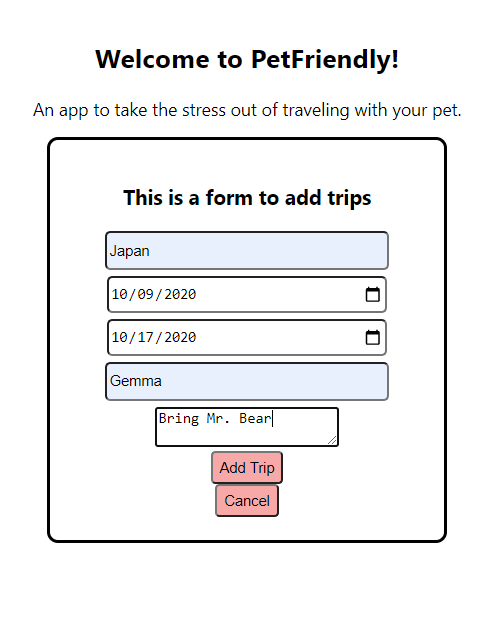 Welcome to PetFriendly!
An app to take the stress out of traveling with your pet.
This is a form to add trips
Japan
10/09/2020
10/17/2020
Gemma
Bring Mr. Bear
Add Trip
Cancel